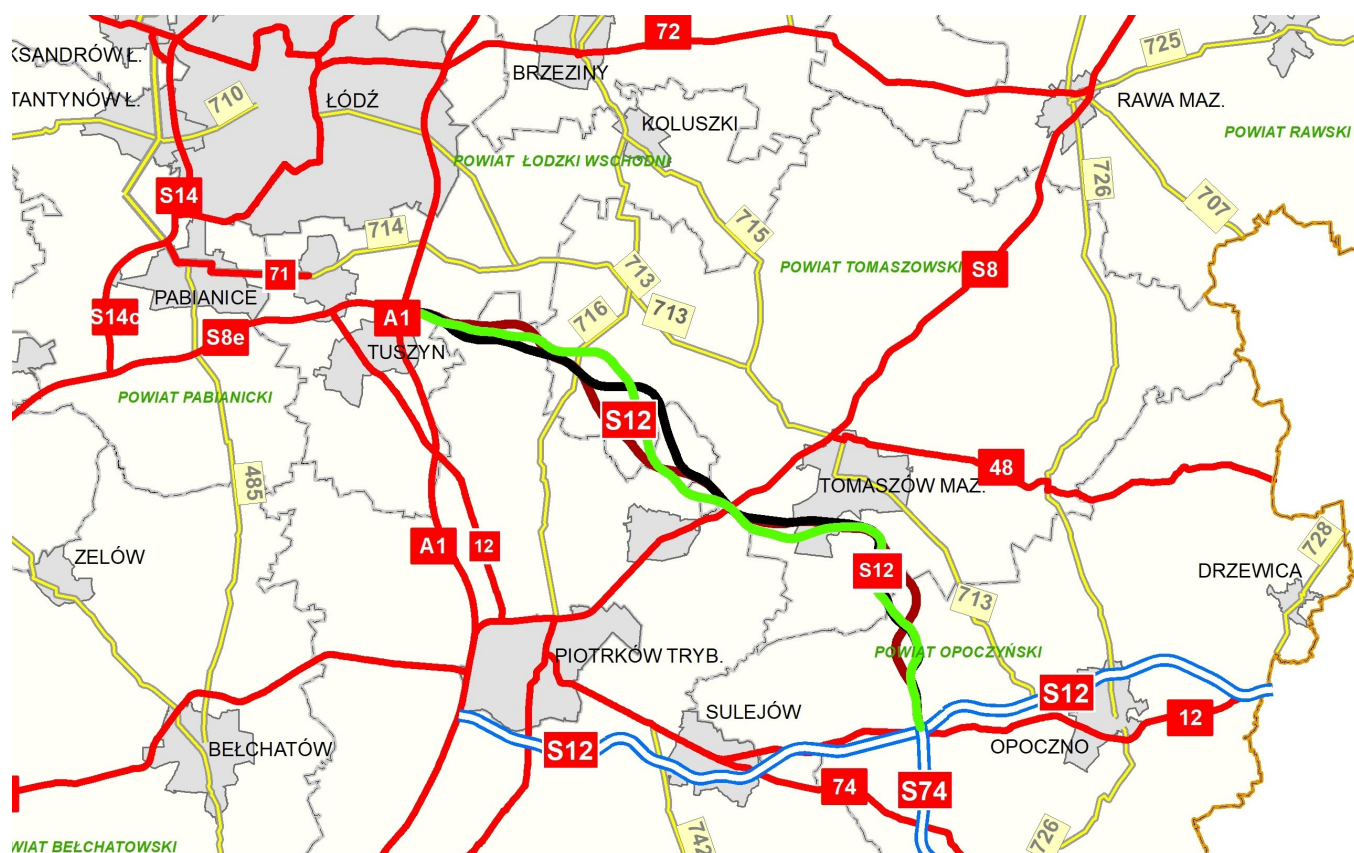 72
725
KSANDRÓW Ł.
BRZEZINY
TANTYNÓW Ł.
710
ŁÓDŹ
RAWA MAZ.
KOLUSZKI
POWIAT RAWSKI
POWIAT ŁODZKI WSCHODNI
726
S14
707
714
715
POWIAT TOMASZOWSKI
S8
71
713
PABIANICE
S14c
A1
716
713
S8e
TUSZYN
POWIAT PABIANICKI
S12
48
485
TOMASZÓW MAZ.
A1
12
728
ZELÓW
S12
DRZEWICA
713
PIOTRKÓW TRYB.
POWIAT OPOCZYŃSKI
S12
SULEJÓW
12
BEŁCHATÓW
S12
OPOCZNO
74
S74
742
726
WIAT BEŁCHATOWSKI